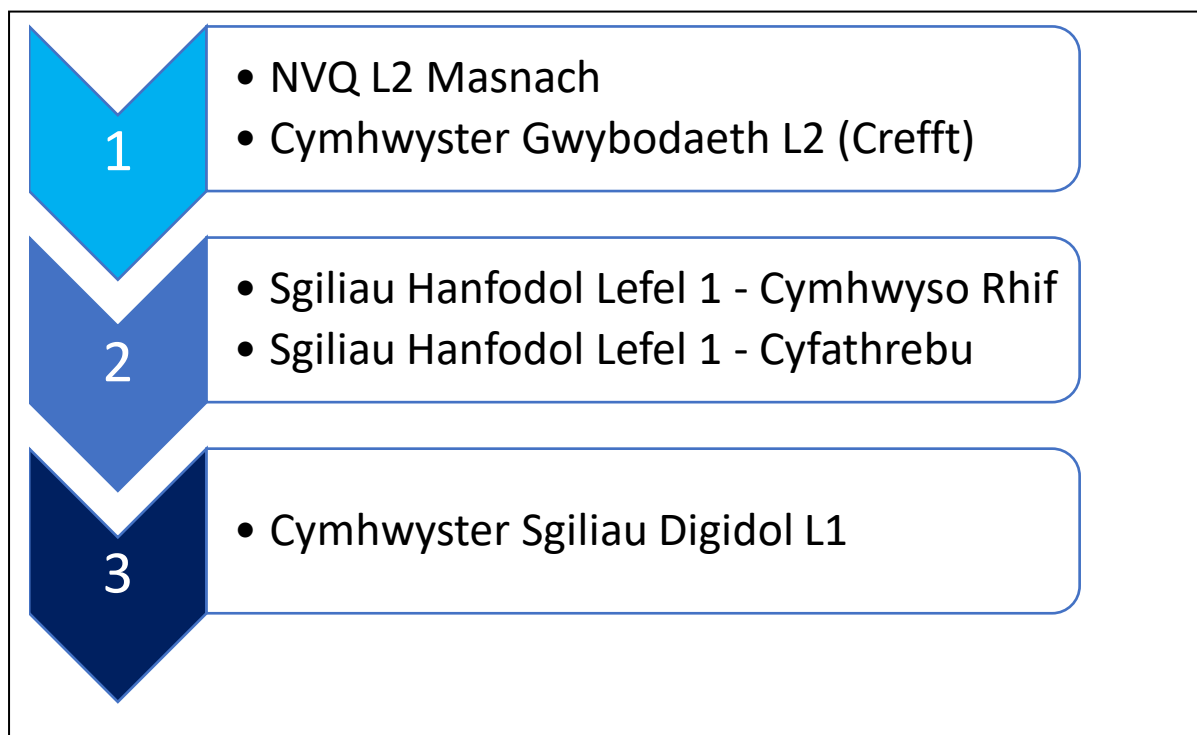 1
• NVQ L2 Masnach
• Cymhwyster Gwybodaeth L2 (Crefft)
2
• Sgiliau Hanfodol Lefel 1 - Cymhwyso Rhif
• Sgiliau Hanfodol Lefel 1 - Cyfathrebu
3
• Cymhwyster Sgiliau Digidol L1